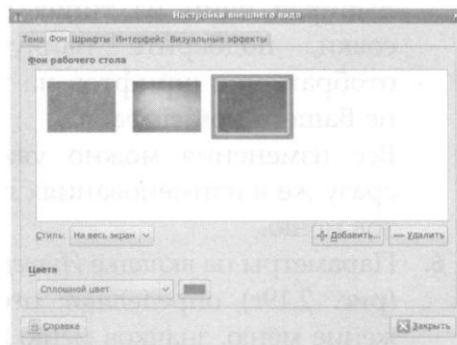 Настройки внешнего вида
Тема Фон Шрифты Интерфейс Визуальные эффекты
Фон рабочего стола
Стиль: На весь экран Добавить... Удалить
Цвета
Сплошной цвет
Справка Закрыть